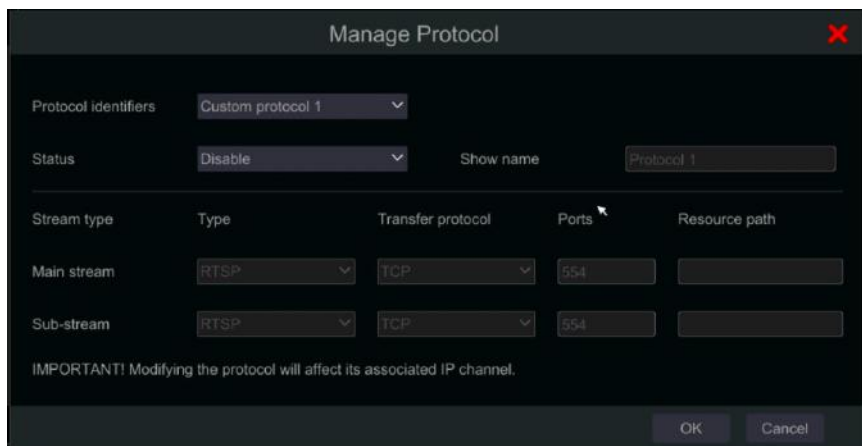 Manage Protocol
Protocol identifiers Custom protocol 1
Status Disable Show name Protocol 1
Stream type Type Transfer protocol Ports Resource path
Main stream RTSP TCP 554
Sub-stream RTSP TCP 554
IMPORTANT! Modifying the protocol will affect its associated IP channel.
OK Cancel